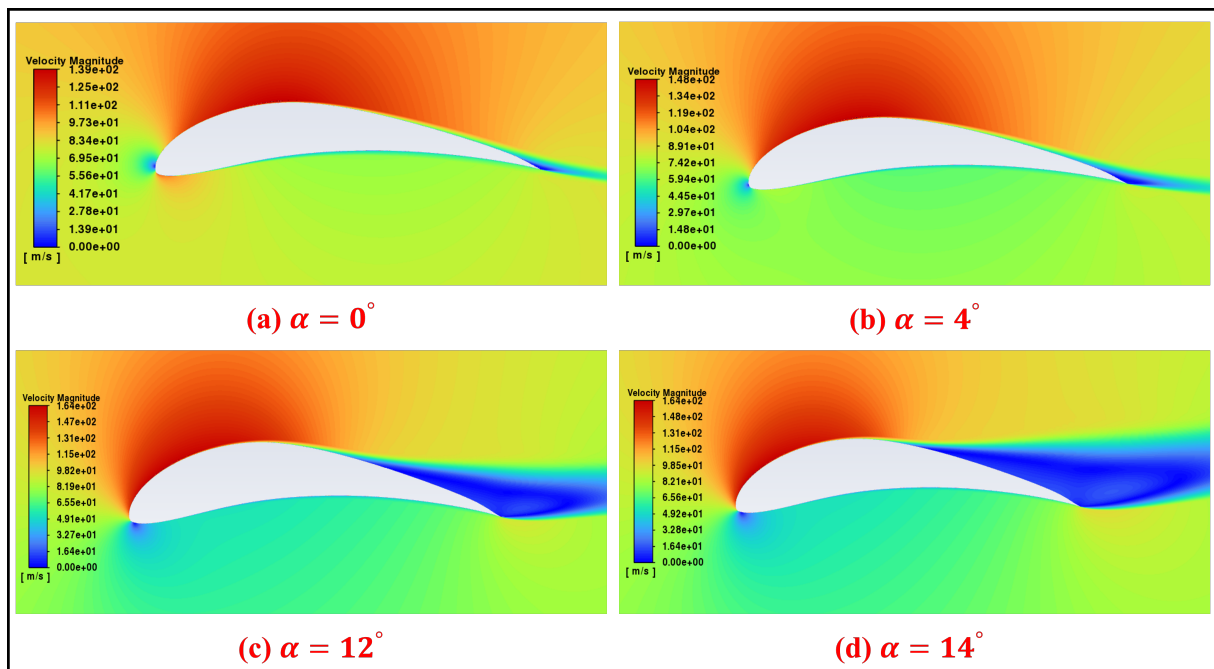 Velocity Magnitude
1.39e+02
1.25e+02
1.11e+02
9.73e+01
8.34e+01
6.95e+01
5.56e+01
4.17e+01
2.78e+01
1.39e+01
0.00e+00
[ m/s ]
(a) α = 0°
Velocity Magnitude
1.48e+02
1.34e+02
1.19e+02
1.04e+02
8.91e+01
7.42e+01
5.94e+01
4.45e+01
2.97e+01
1.48e+01
0.00e+00
[ m/s ]
(b) α = 4°
Velocity Magnitude
1.64e+02
1.47e+02
1.31e+02
1.15e+02
9.82e+01
8.18e+01
6.55e+01
4.91e+01
3.27e+01
1.64e+01
0.00e+00
[ m/s ]
(c) α = 12°
Velocity Magnitude
1.64e+02
1.48e+02
1.31e+02
1.15e+02
9.85e+01
8.21e+01
6.56e+01
4.92e+01
3.28e+01
1.64e+01
0.00e+00
[ m/s ]
(d) α = 14°